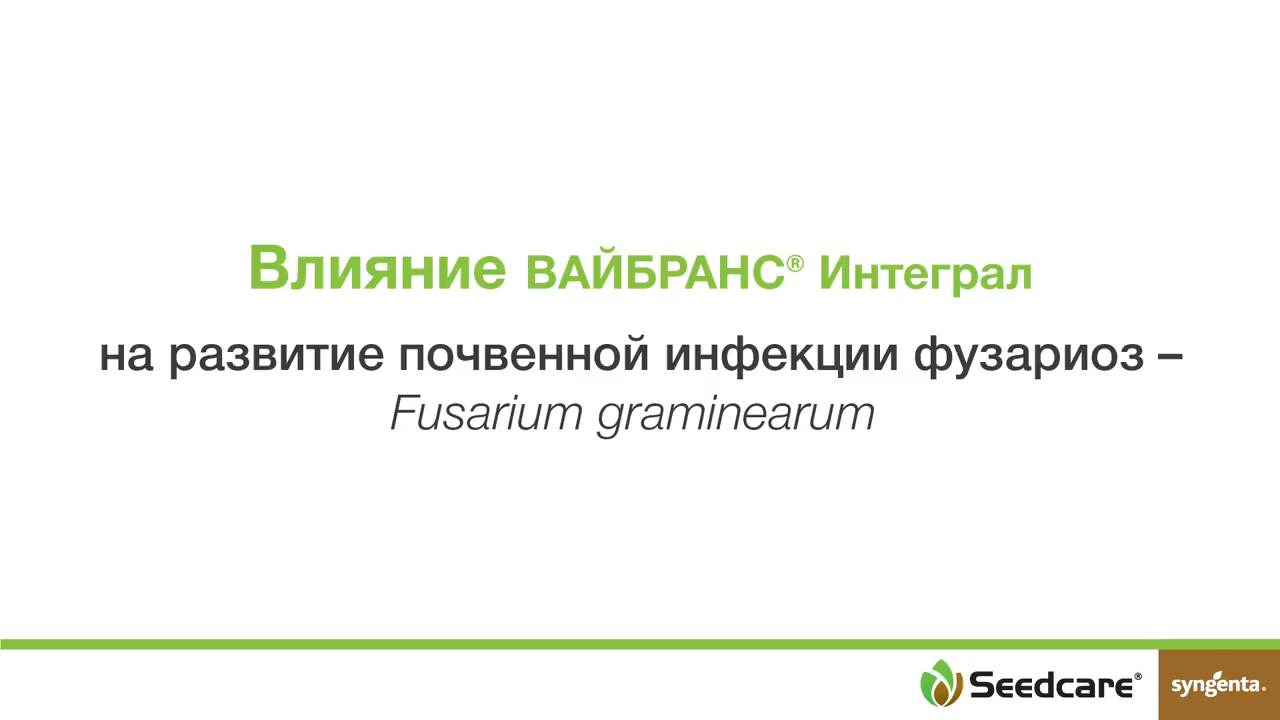 Влияние ВАЙБРАНС® Интеграл
на развитие почвенной инфекции фузариоз –
Fusarium graminearum
Seedcare®
syngenta.